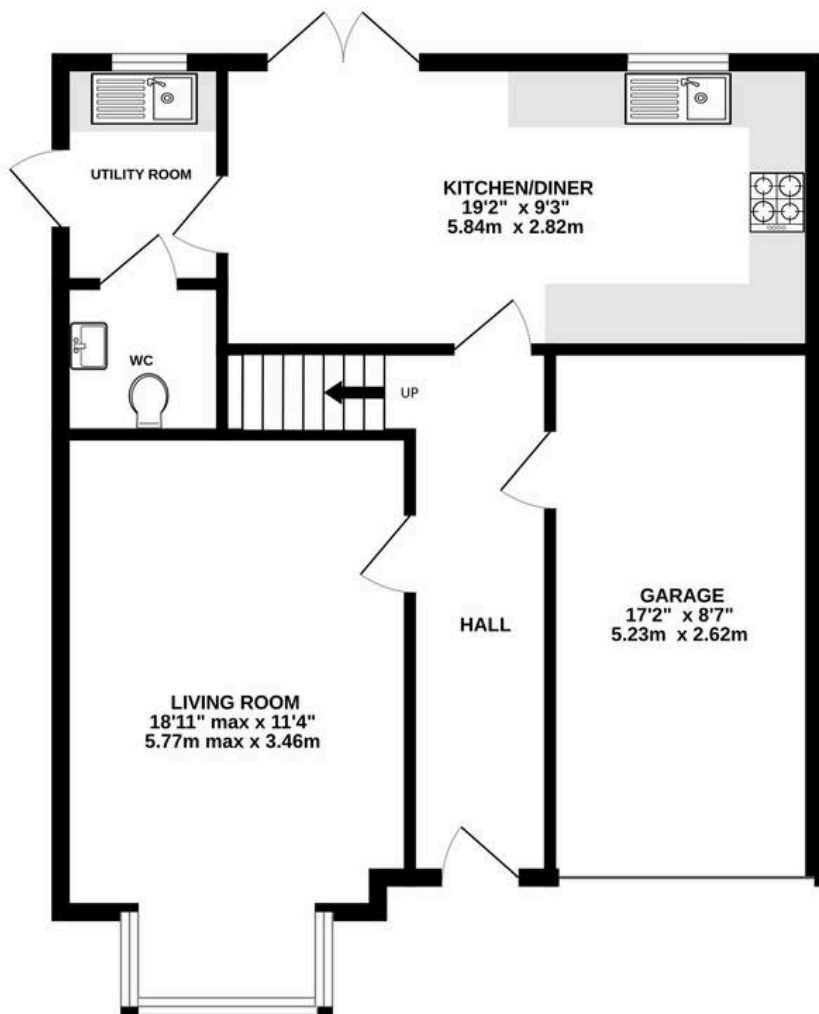 UTILITY ROOM
KITCHEN/DINER
19'2" x 9'3"
5.84m x 2.82m
WC
UP
HALL
GARAGE
17'2" x 8'7"
5.23m x 2.62m
LIVING ROOM
18'11" max x 11'4"
5.77m max x 3.46m